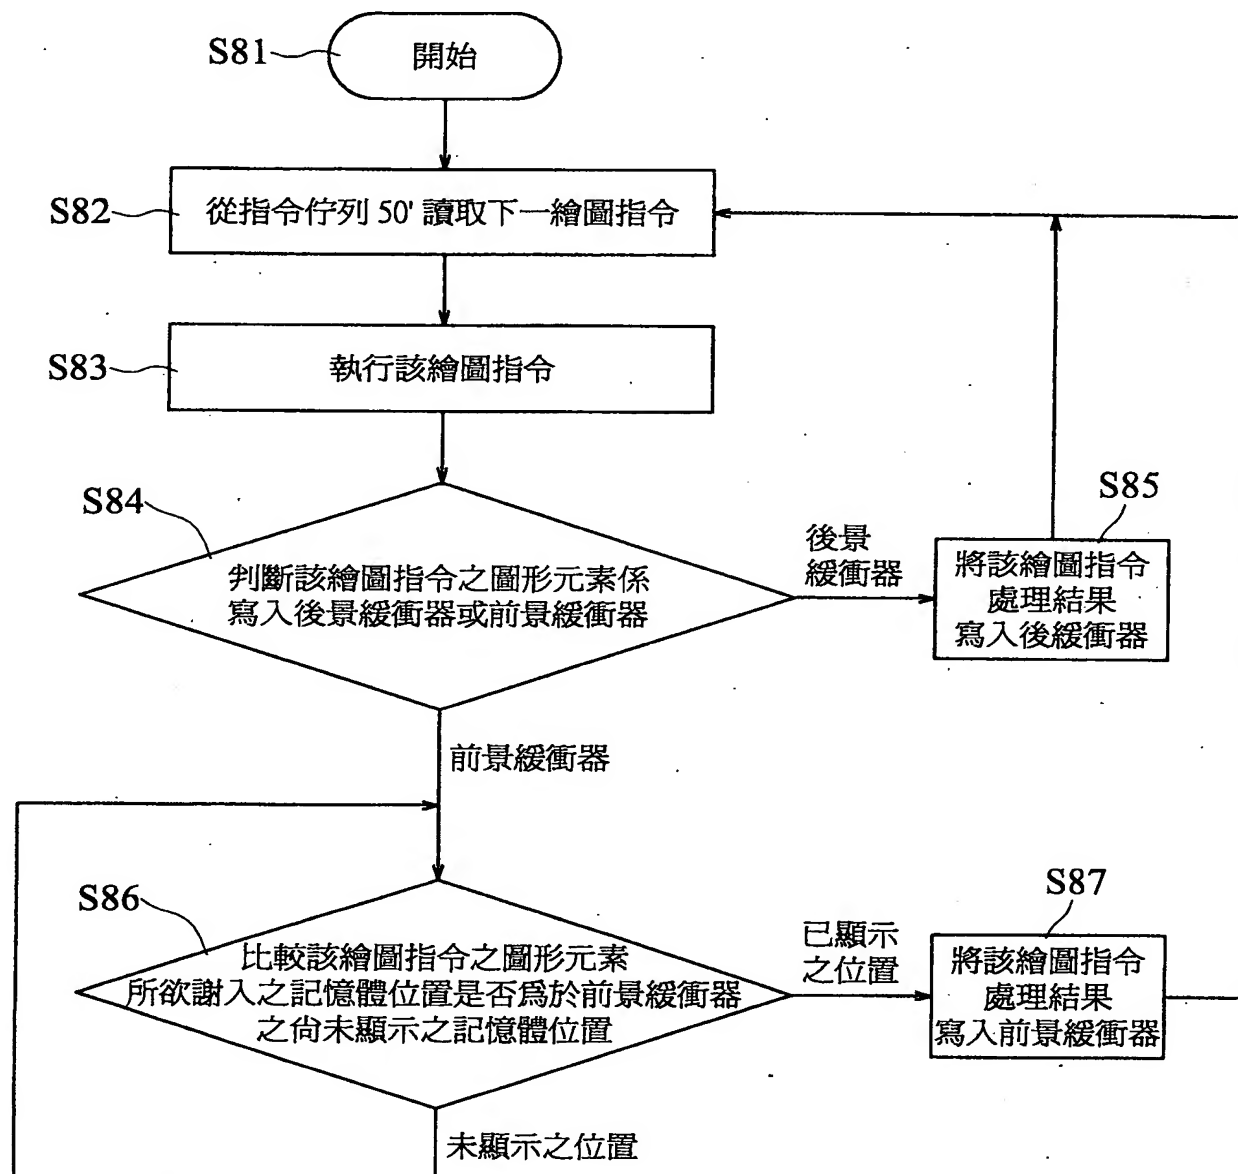 S81
開始
S82
從指令佇列 50' 讀取下一繪圖指令
S83
執行該繪圖指令
S84
判斷該繪圖指令之圖形元素係
寫入後景緩衝器或前景緩衝器
後景
緩衝器
S85
將該繪圖指令
處理結果
寫入後緩衝器
前景緩衝器
S86
比較該繪圖指令之圖形元素
所欲謝入之記憶體位置是否爲於前景緩衝器
之尙未顯示之記憶體位置
已顯示
之位置
S87
將該繪圖指令
處理結果
寫入前景緩衝器
未顯示之位置